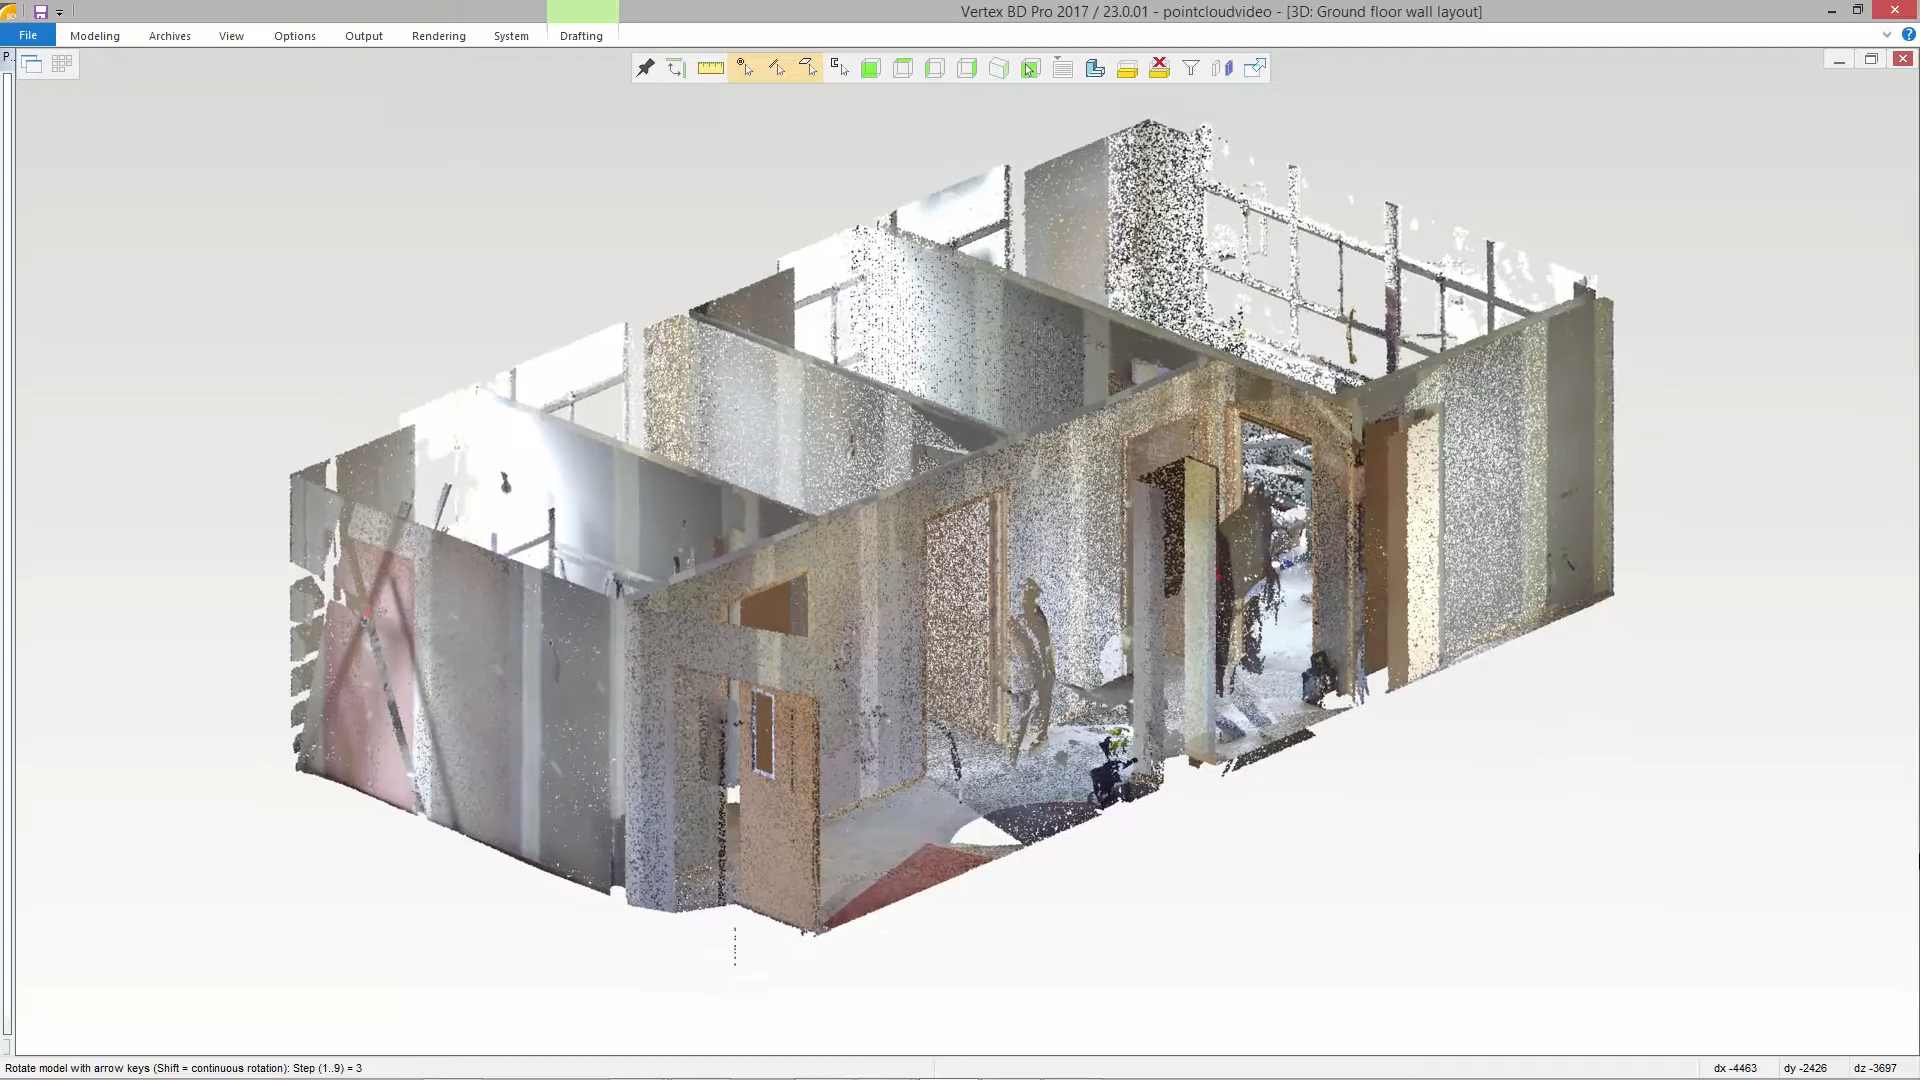 Vertex BD Pro 2017 / 23.0.01 - pointcloudvideo - [3D: Ground floor wall layout]
File Modeling Archives View Options Output Rendering System Drafting
P...
Rotate model with arrow keys (Shift = continuous rotation): Step (1..9) = 3
dx -4463 dy -2426 dz -3697